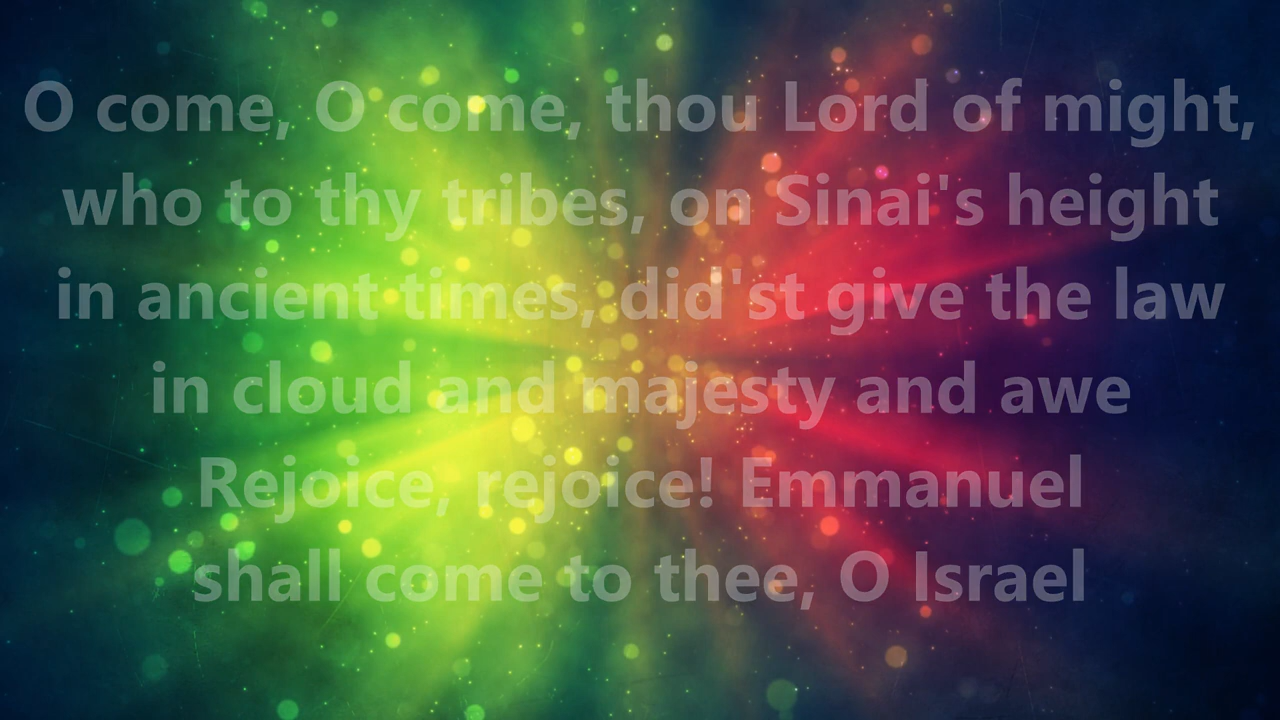 O come, O come, thou Lord of might,
who to thy tribes, on Sinai's height
in ancient times, did'st give the law
in cloud and majesty and awe
Rejoice, rejoice! Emmanuel
shall come to thee, O Israel